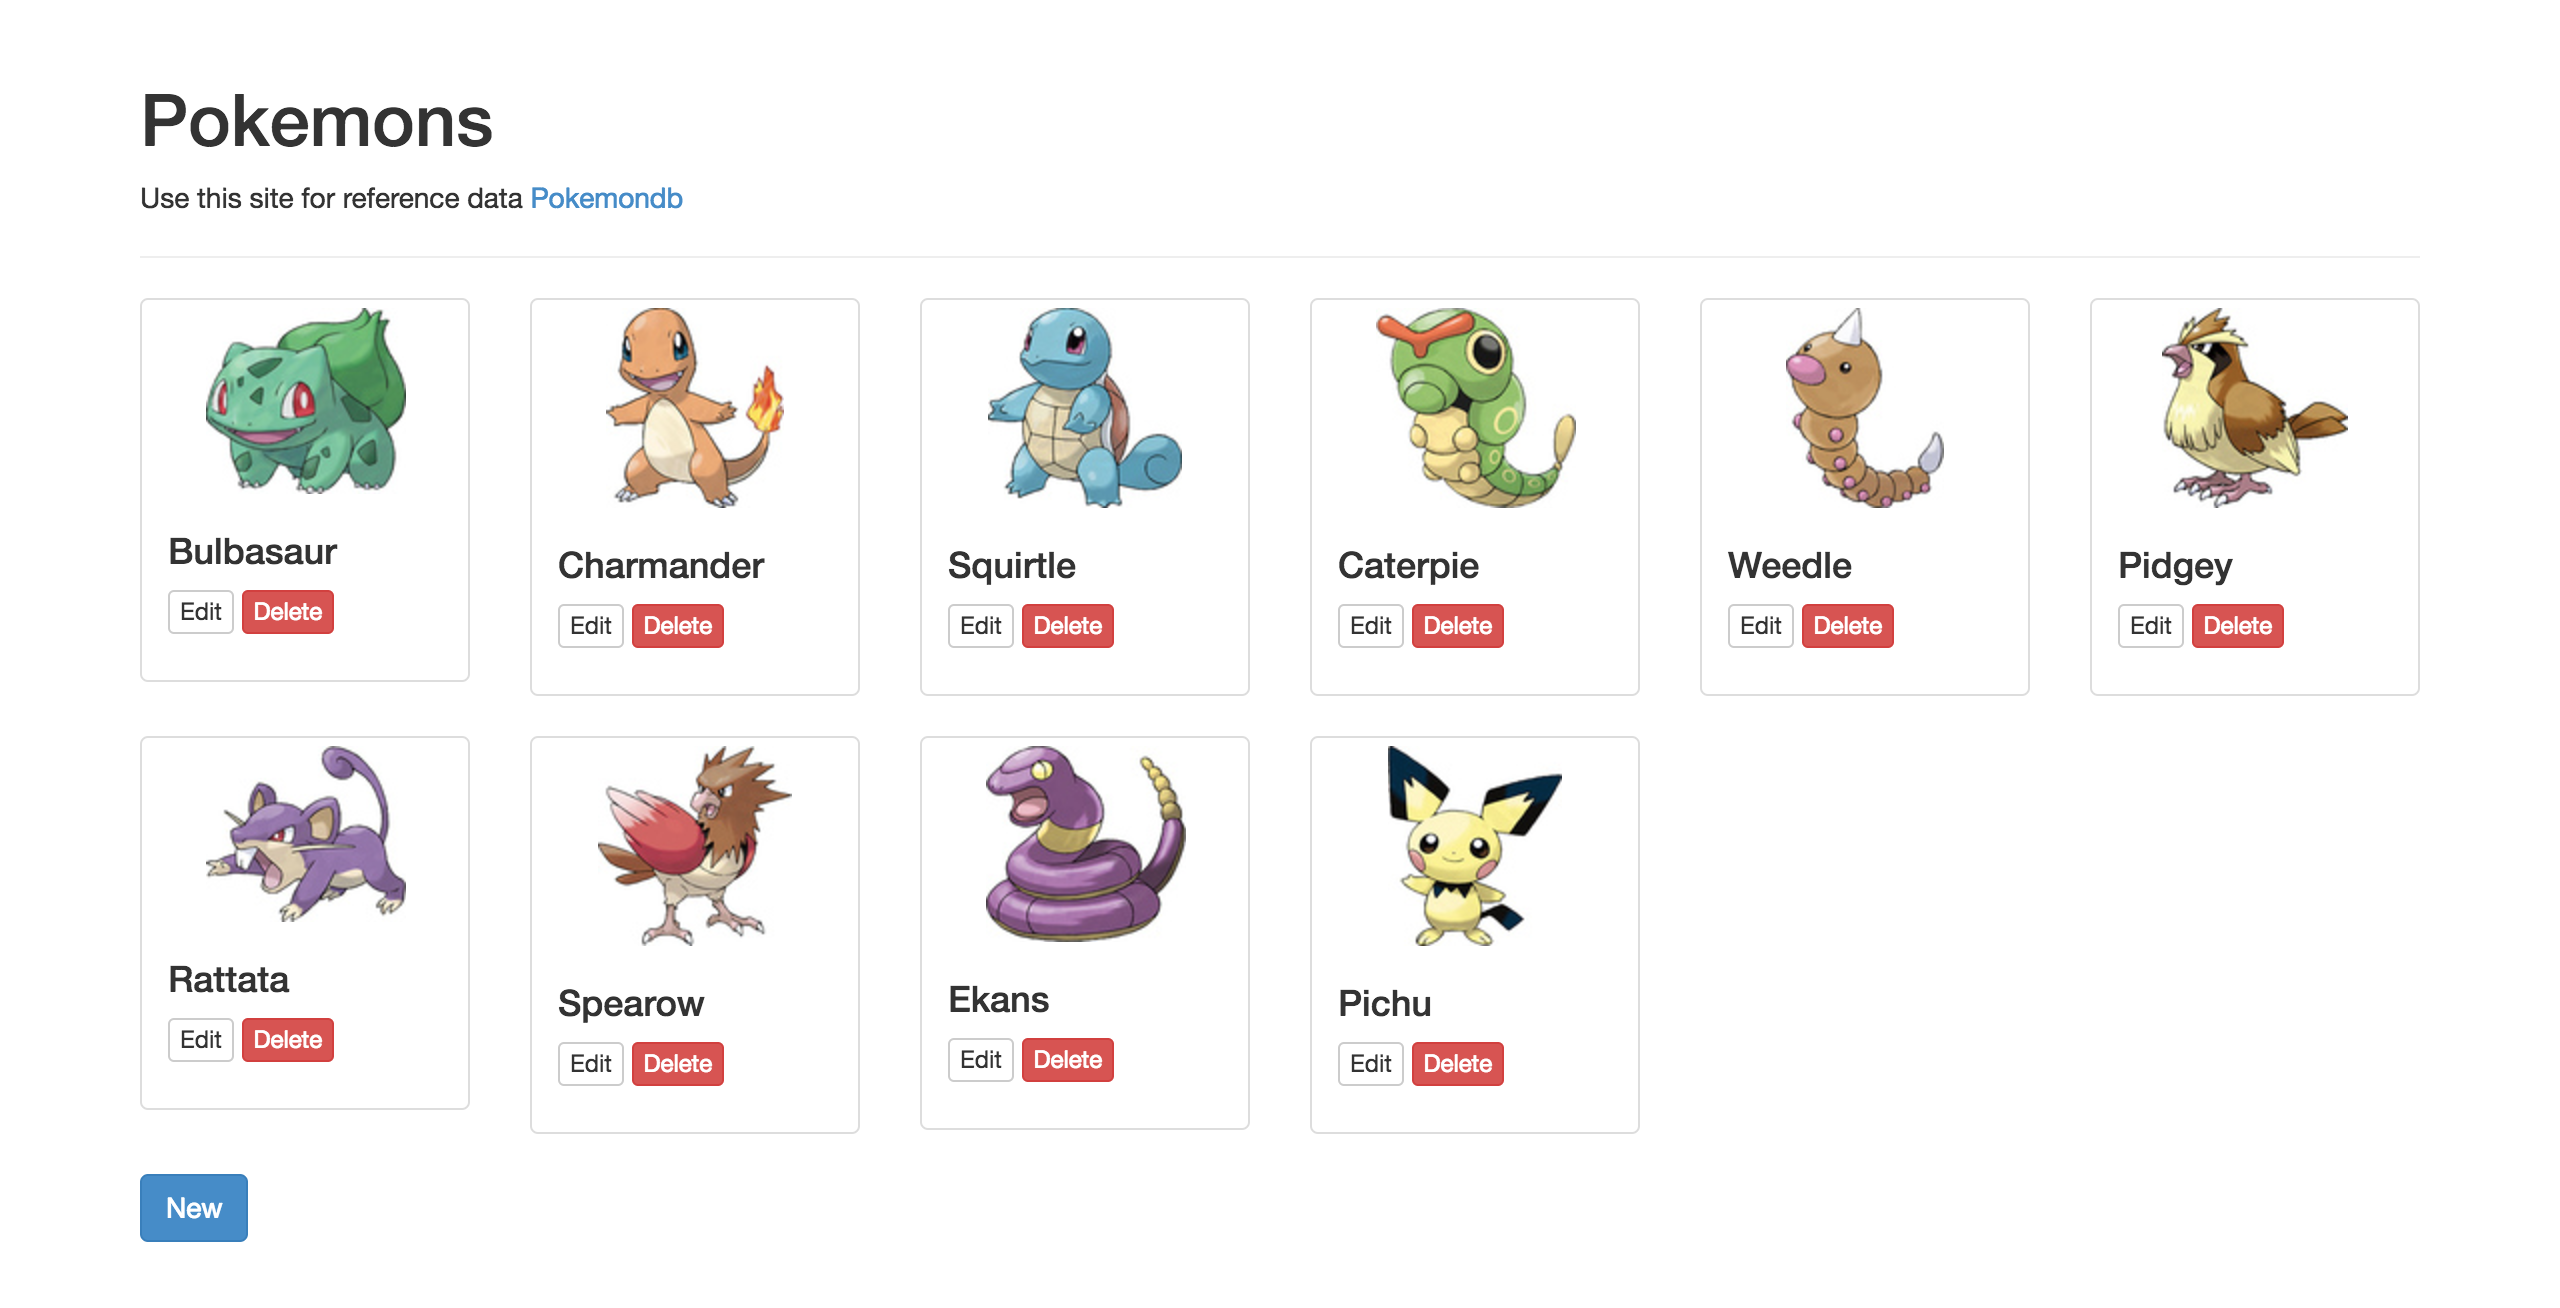 Pokemons
Use this site for reference data Pokemondb
Bulbasaur
Edit Delete
Charmander
Edit Delete
Squirtle
Edit Delete
Caterpie
Edit Delete
Weedle
Edit Delete
Pidgey
Edit Delete
Rattata
Edit Delete
Spearow
Edit Delete
Ekans
Edit Delete
Pichu
Edit Delete
New